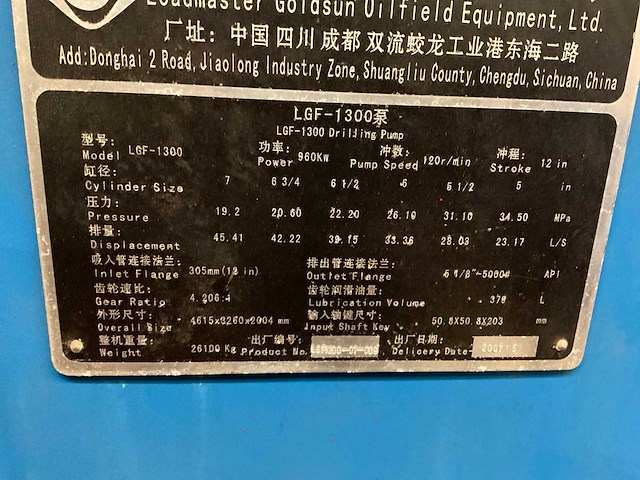 Loadmaster Goldsun Oilfield Equipment, Ltd.
厂址: 中国 四川 成都 双流蛟龙工业港东海二路
Add:Donghai 2 Road, Jiaolong Industry Zone, Shuangliu County, Chengdu, Sichuan, China
LGF-1300泵
LGF-1300 Drilling Pump
型号: Model LGF-1300 功率: Power 960KW 冲数: Pump Speed 120r/min 冲程: Stroke 12 in
缸径: Cylinder Size 7 6 3/4 6 1/2 6 5 1/2 5 in
压力: Pressure 19.2 20.60 22.20 26.10 31.10 34.50 MPa
排量: Displacement 45.41 42.22 39.15 33.36 28.03 23.17 L/S
吸入管连接法兰: Inlet Flange 305mm(12 in) 排出管连接法兰: Outlet Flange 5 1/8"-5000# API
齿轮速比: Gear Ratio 4.206:1 齿轮润滑油量: Lubrication Volume 370 L
外形尺寸: Overall Size 4615x3260x2004 mm 输入轴键尺寸: Input Shaft Key 50.8X50.8X203 mm
整机重量: Weight 26100 Kg 出厂编号: Product No. 出厂日期: Delicery Date